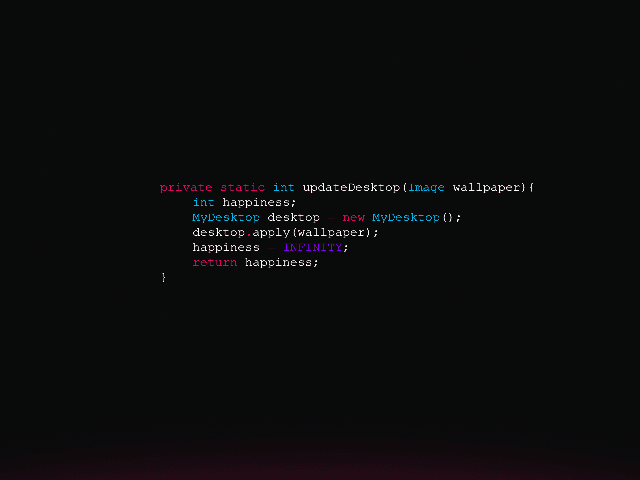 private static int updateDesktop(Image wallpaper){
int happiness;
MyDesktop desktop = new MyDesktop();
desktop.apply(wallpaper);
happiness = INFINITY;
return happiness;
}